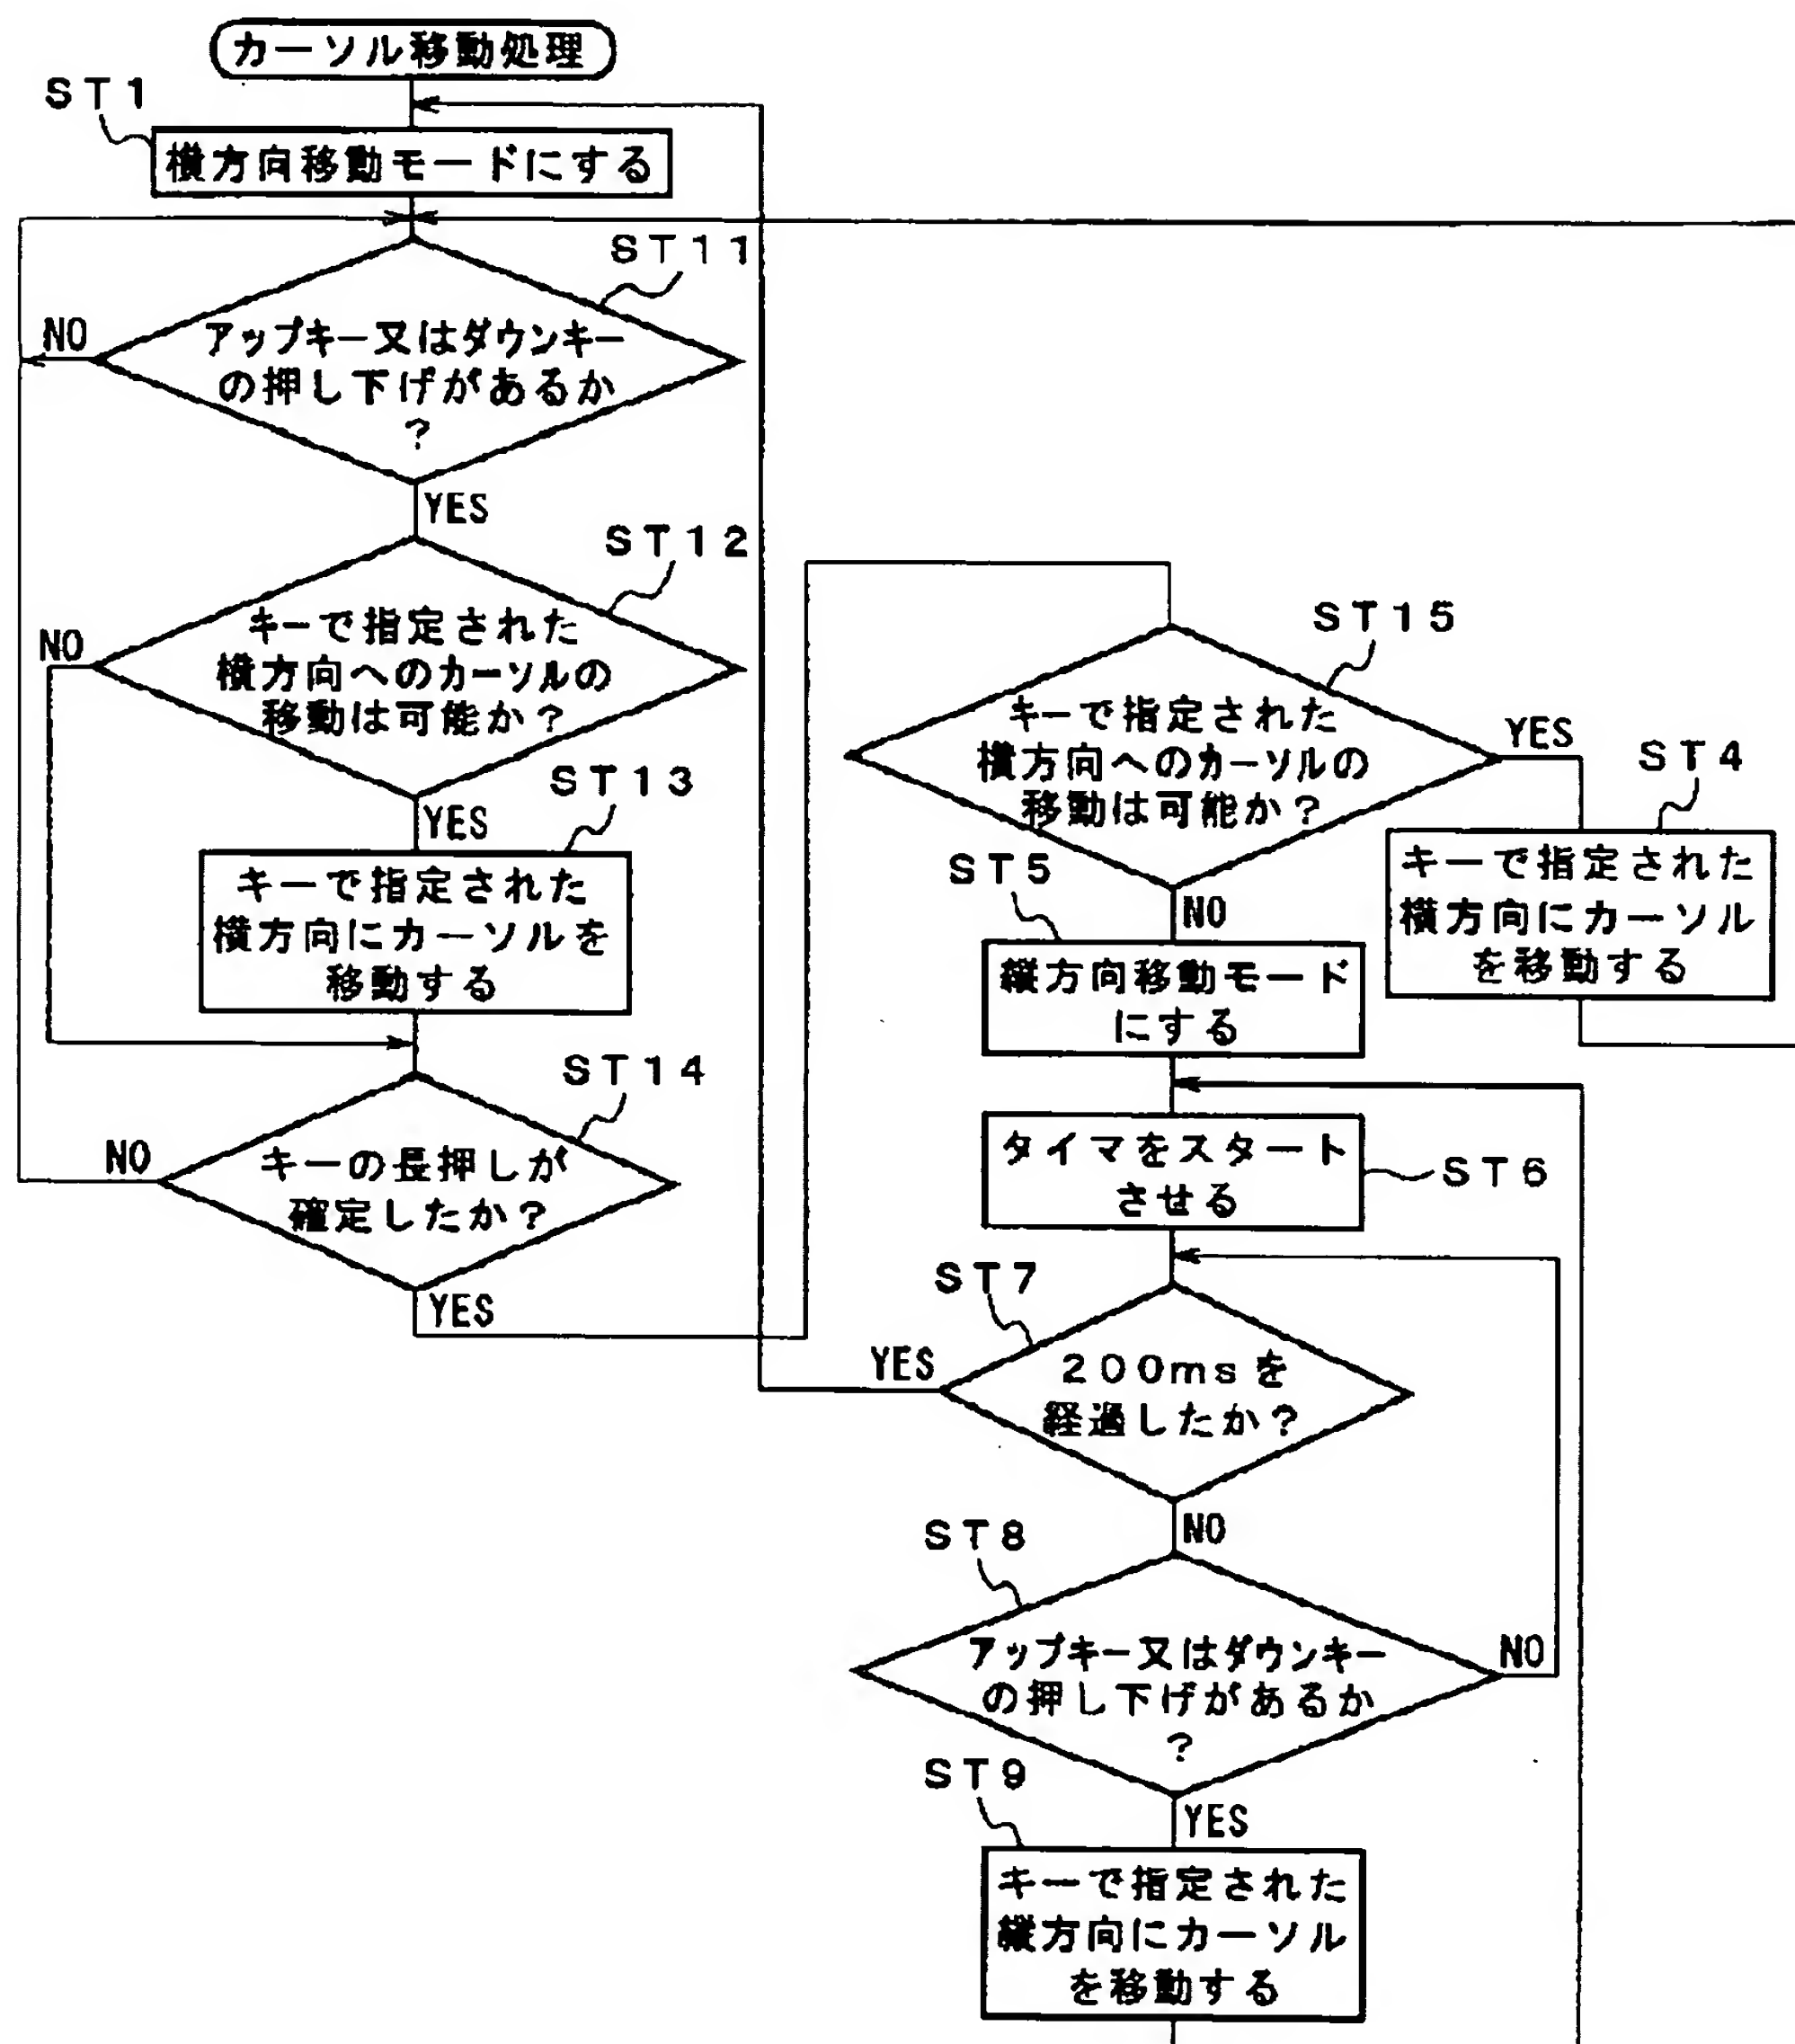 カーソル移動処理
ST1
横方向移動モードにする
ST11
アップキー又はダウンキー
の押し下げがあるか
?
NO
YES
ST12
キーで指定された
横方向へのカーソルの
移動は可能か?
NO
YES
ST13
キーで指定された
横方向にカーソルを
移動する
ST14
キーの長押しが
確定したか?
NO
YES
ST15
キーで指定された
横方向へのカーソルの
移動は可能か?
YES
NO
ST4
キーで指定された
横方向にカーソル
を移動する
ST5
縦方向移動モード
にする
タイマをスタート
させる
ST6
ST7
200msを
経過したか?
YES
NO
ST8
アップキー又はダウンキー
の押し下げがあるか
?
NO
YES
ST9
キーで指定された
縦方向にカーソル
を移動する